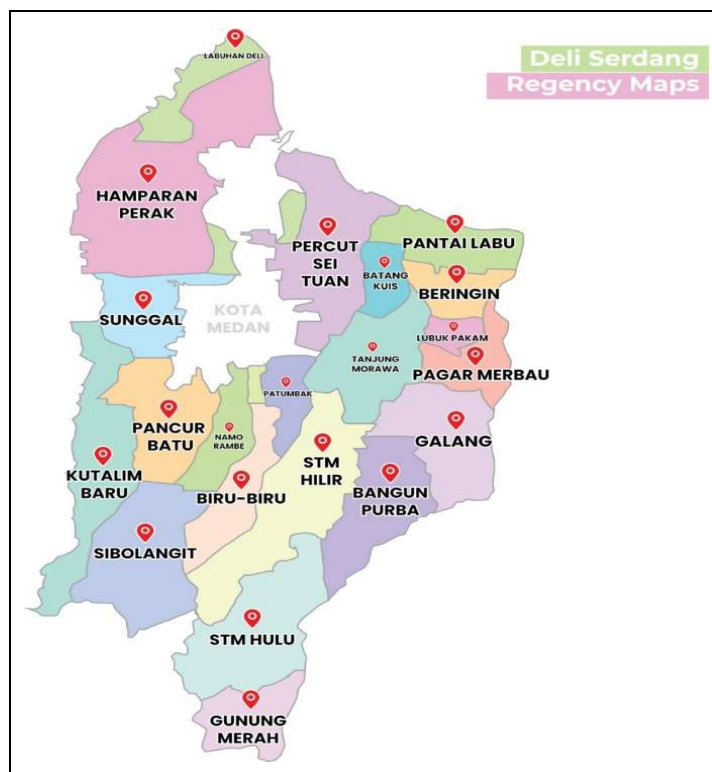 Deli Serdang
Regency Maps
LABUHAN DELI
HAMPARAN
PERAK
PERCUT
SEI
TUAN
PANTAI LABU
BATANG
KUIS
BERINGIN
SUNGGAL
KOTA
MEDAN
LUBUK PAKAM
TANJUNG
MORAWA
PAGAR MERBAU
PATUMBAK
PANCUR
BATU
NAMO
RAMBE
GALANG
STM
HILIR
KUTALIM
BARU
BIRU-BIRU
BANGUN
PURBA
SIBOLANGIT
STM HULU
GUNUNG
MERAH